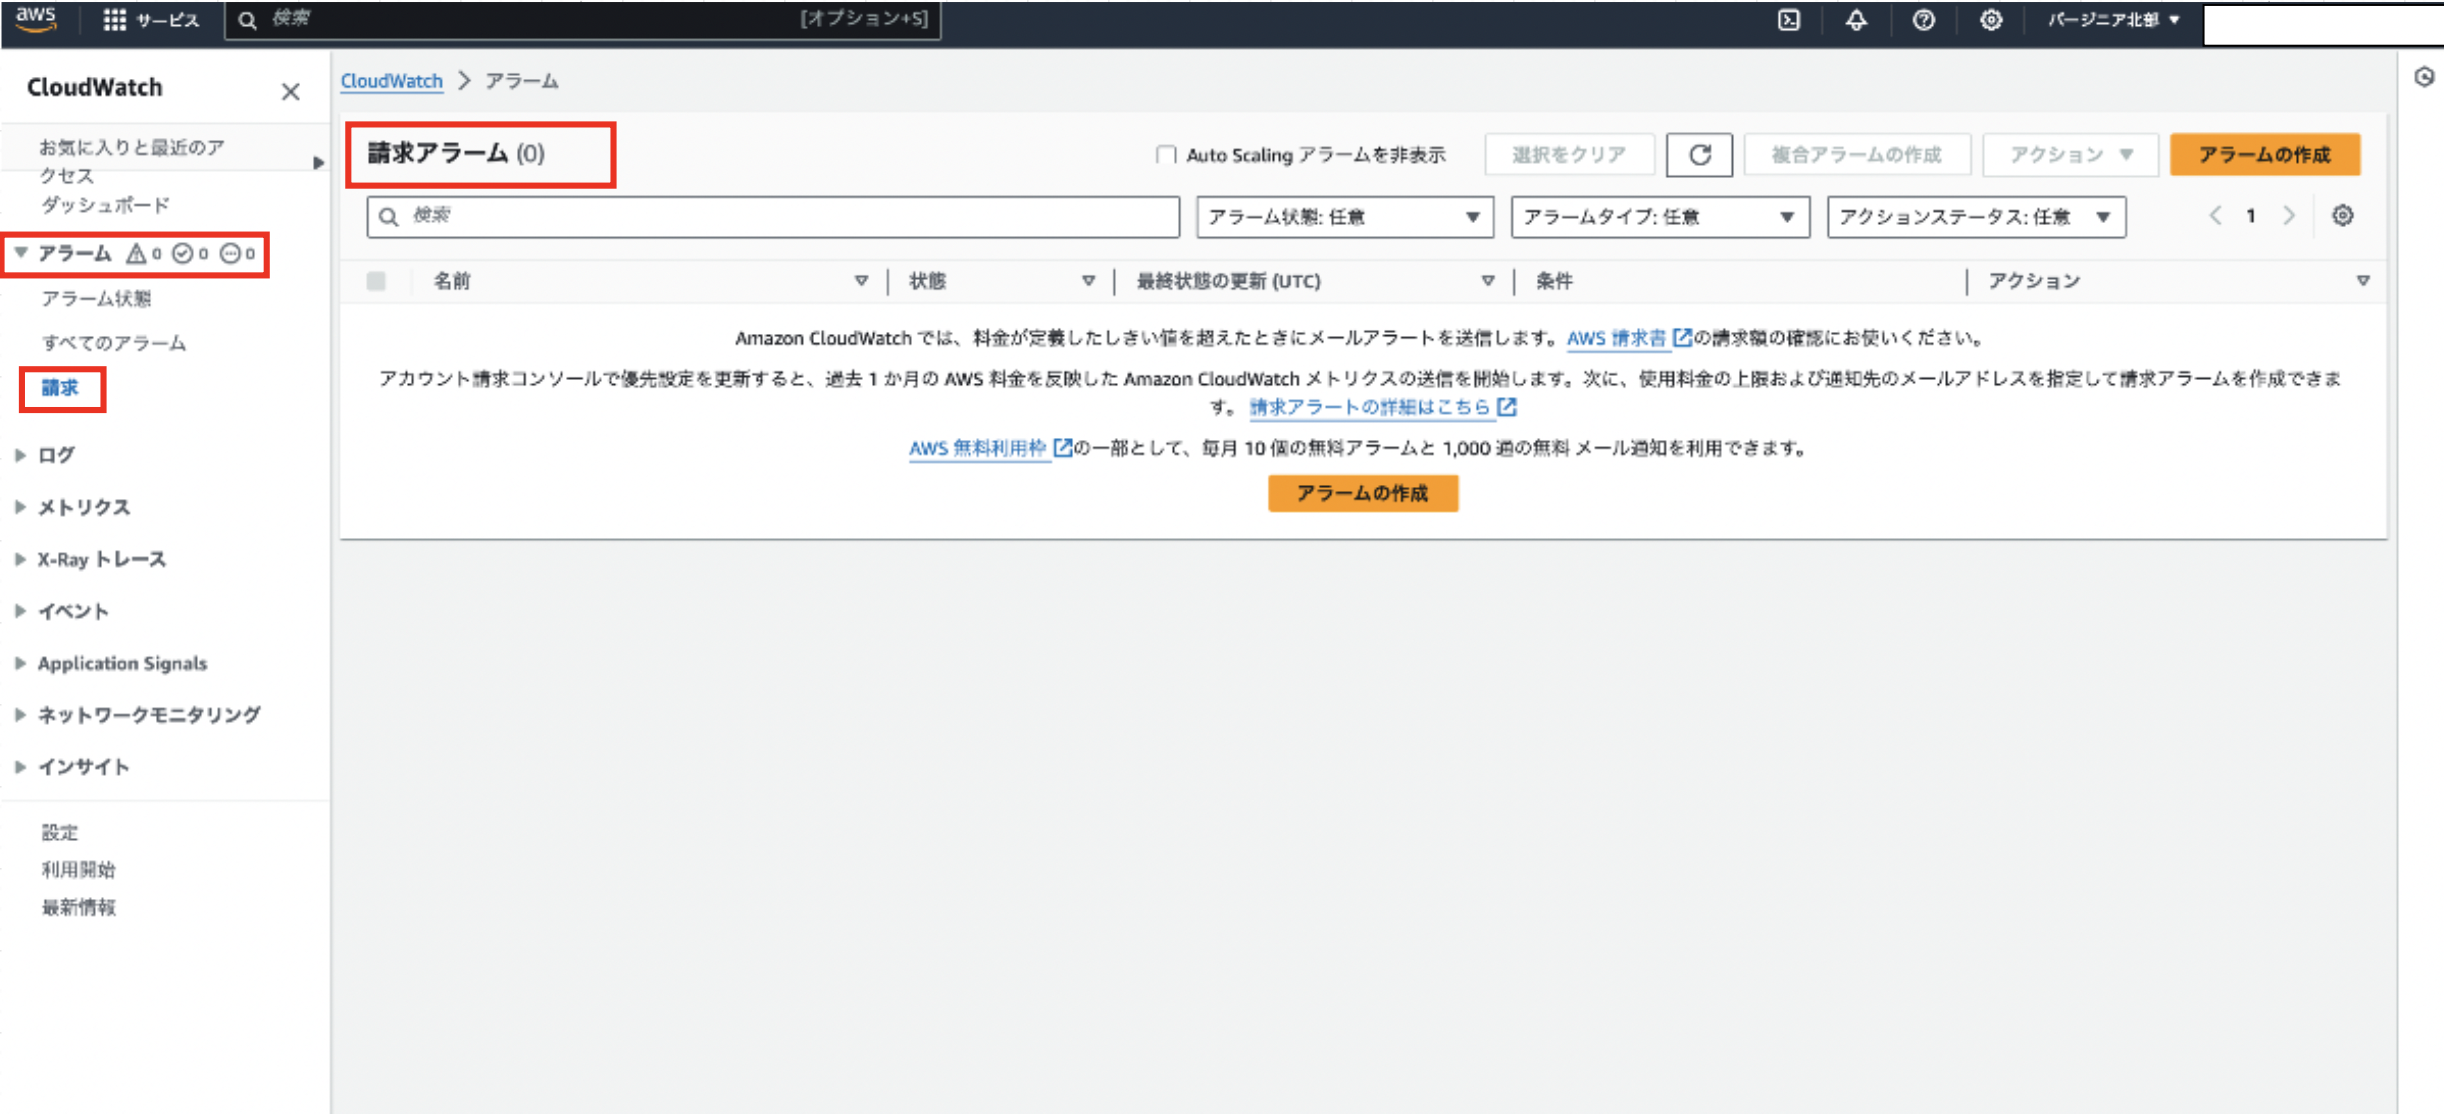 aws
サービス
検索
[オプション+S]
バージニア北部
CloudWatch
お気に入りと最近のア
クセス
ダッシュボード
アラーム 0 0 0
アラーム状態
すべてのアラーム
請求
ログ
メトリクス
X-Ray トレース
イベント
Application Signals
ネットワークモニタリング
インサイト
設定
利用開始
最新情報
CloudWatch > アラーム
請求アラーム (0)
Auto Scaling アラームを非表示
選択をクリア
複合アラームの作成
アクション
アラームの作成
検索
アラーム状態: 任意
アラームタイプ: 任意
アクションステータス: 任意
1
名前
状態
最終状態の更新 (UTC)
条件
アクション
Amazon CloudWatch では、料金が定義したしきい値を超えたときにメールアラートを送信します。AWS 請求書の請求額の確認にお使いください。
アカウント請求コンソールで優先設定を更新すると、過去 1 か月の AWS 料金を反映した Amazon CloudWatch メトリクスの送信を開始します。次に、使用料金の上限および通知先のメールアドレスを指定して請求アラームを作成できま
す。 請求アラートの詳細はこちら
AWS 無料利用枠の一部として、毎月 10 個の無料アラームと 1,000 通の無料 メール通知を利用できます。
アラームの作成